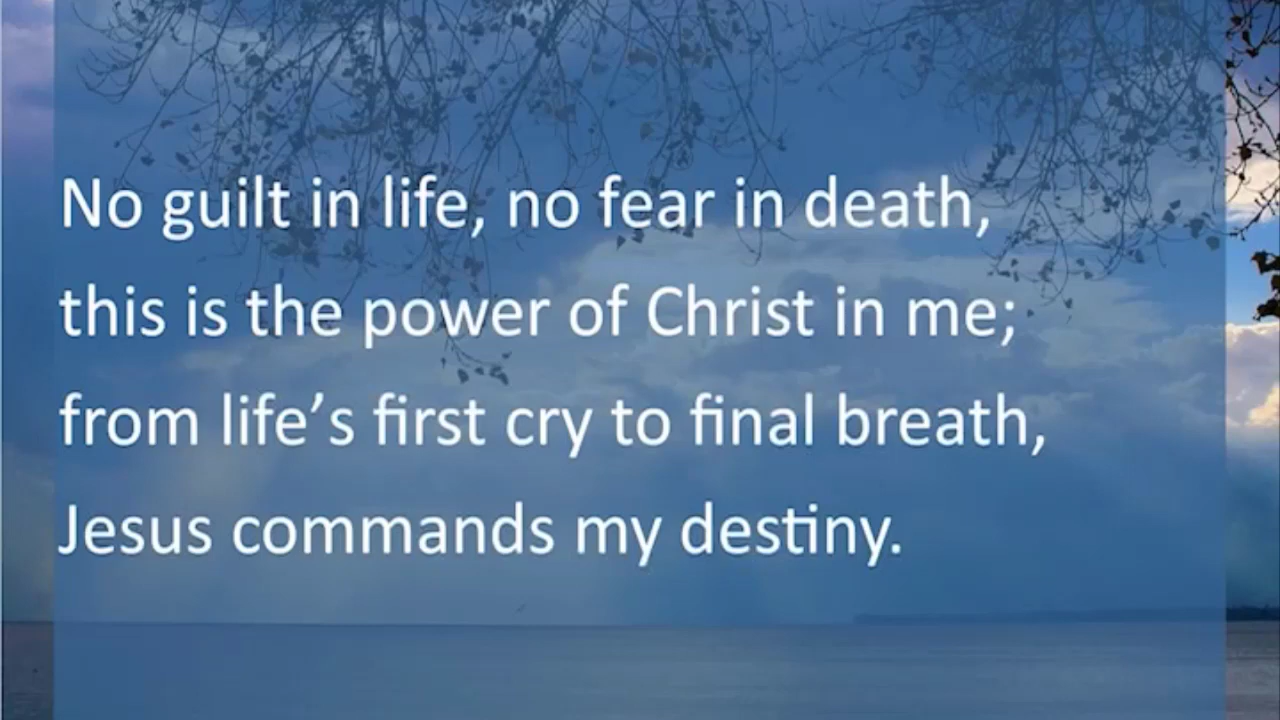 No guilt in life, no fear in death,
this is the power of Christ in me;
from life’s first cry to final breath,
Jesus commands my destiny.